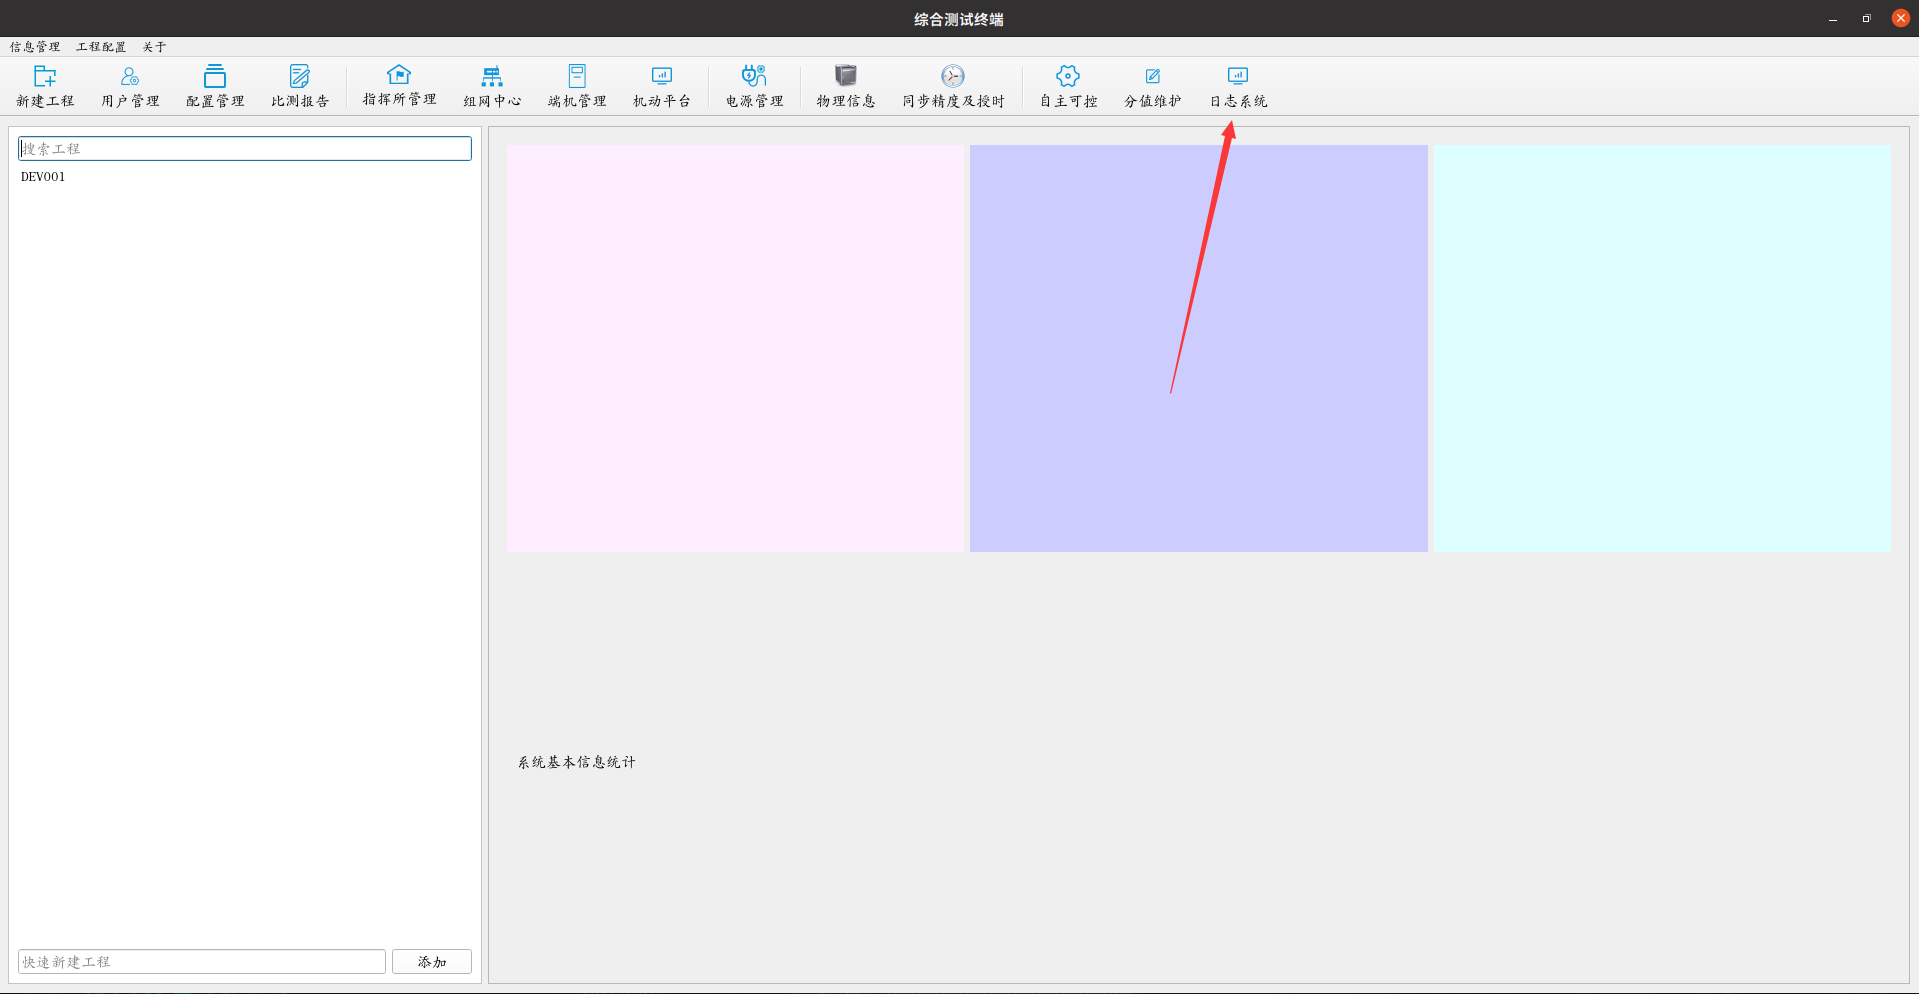 综合测试终端
信息管理 工程配置 关于
新建工程 用户管理 配置管理 比测报告 指挥所管理 组网中心 端机管理 机动平台 电源管理 物理信息 同步精度及授时 自主可控 分值维护 日志系统
搜索工程
DEV001
系统基本信息统计
快速新建工程 添加